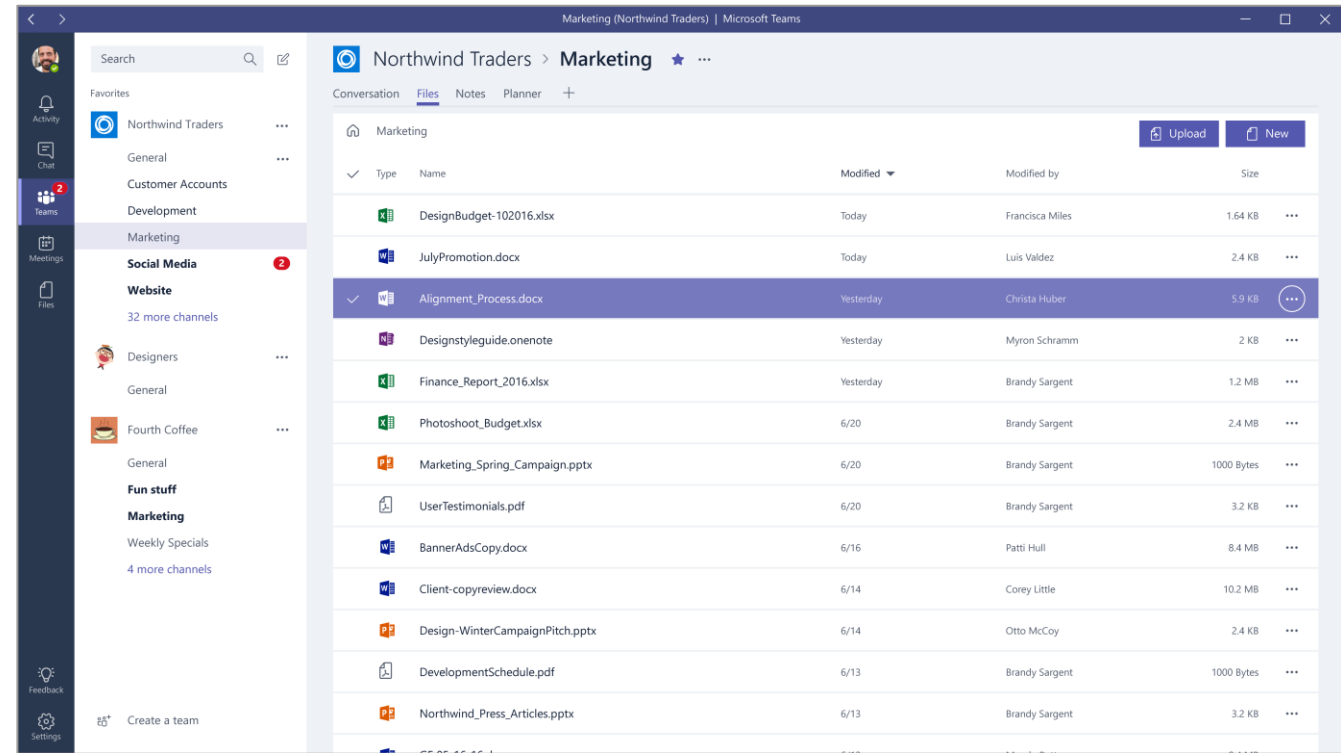 Marketing (Northwind Traders) | Microsoft Teams
Search
Favorites
Northwind Traders
General
Customer Accounts
Development
Marketing
Social Media 2
Website
32 more channels
Designers
General
Fourth Coffee
General
Fun stuff
Marketing
Weekly Specials
4 more channels
Create a team
Activity
Chat
2
Teams
Meetings
Files
Feedback
Settings
Northwind Traders > Marketing
Conversation Files Notes Planner
Marketing
Upload New
Type Name Modified Modified by Size
DesignBudget-102016.xlsx Today Francisca Miles 1.64 KB
JulyPromotion.docx Today Luis Valdez 2.4 KB
Alignment_Process.docx Yesterday Christa Huber 5.9 KB
Designstyleguide.onenote Yesterday Myron Schramm 2 KB
Finance_Report_2016.xlsx Yesterday Brandy Sargent 1.2 MB
Photoshoot_Budget.xlsx 6/20 Brandy Sargent 2.4 MB
Marketing_Spring_Campaign.pptx 6/20 Brandy Sargent 1000 Bytes
UserTestimonials.pdf 6/20 Brandy Sargent 3.2 KB
BannerAdsCopy.docx 6/16 Patti Hull 8.4 MB
Client-copyreview.docx 6/14 Corey Little 10.2 MB
Design-WinterCampaignPitch.pptx 6/14 Otto McCoy 2.4 KB
DevelopmentSchedule.pdf 6/13 Brandy Sargent 1000 Bytes
Northwind_Press_Articles.pptx 6/13 Brandy Sargent 3.2 KB